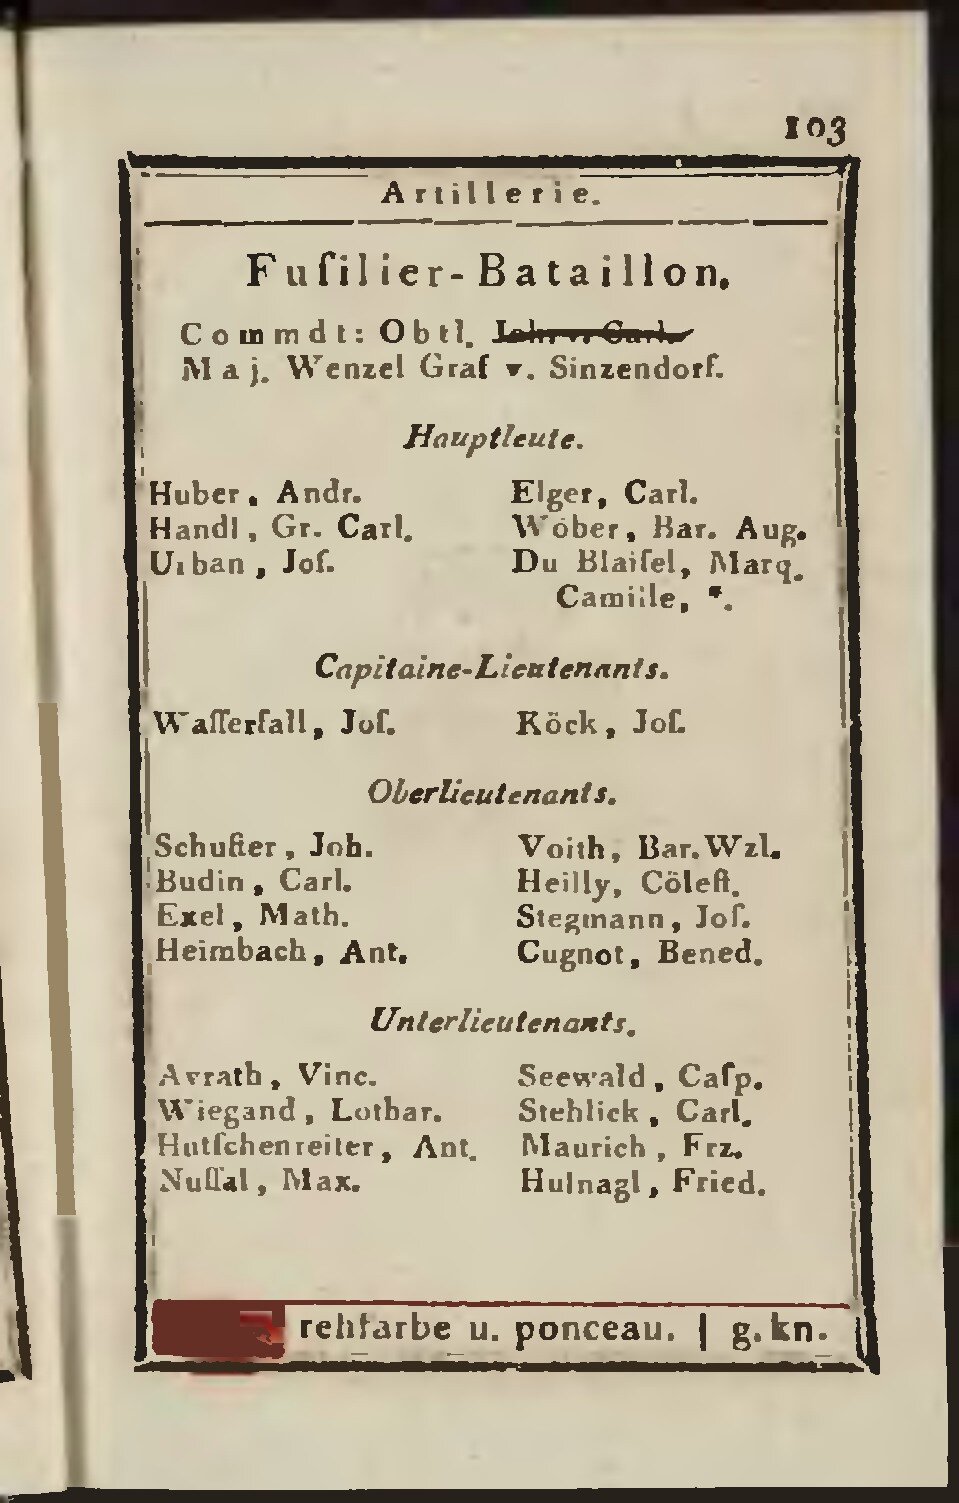 103
Artillerie.
Fuſilier-Bataillon.
Commdt: Obtl. Joh. v. Carl.
Maj. Wenzel Graf v. Sinzendorf.
Hauptleute.
Huber, Andr.
Handl, Gr. Carl.
Urban, Joſ.
Elger, Carl.
Wöber, Bar. Aug.
Du Blaiſel, Marq.
Camille, *.
Capitaine-Lieutenants.
Waſſerfall, Joſ.
Köck, Joſ.
Oberlieutenants.
Schuſter, Joh.
Budin, Carl.
Exel, Math.
Heimbach, Ant.
Voith, Bar. Wzl.
Heilly, Cöleſt.
Stegmann, Joſ.
Cugnot, Bened.
Unterlieutenants.
Arrath, Vinc.
Wiegand, Lothar.
Hutſchenreiter, Ant.
Nuſſal, Max.
Seewald, Caſp.
Stehlick, Carl.
Maurich, Frz.
Hulnagl, Fried.
rehfarbe u. ponceau. | g. kn.